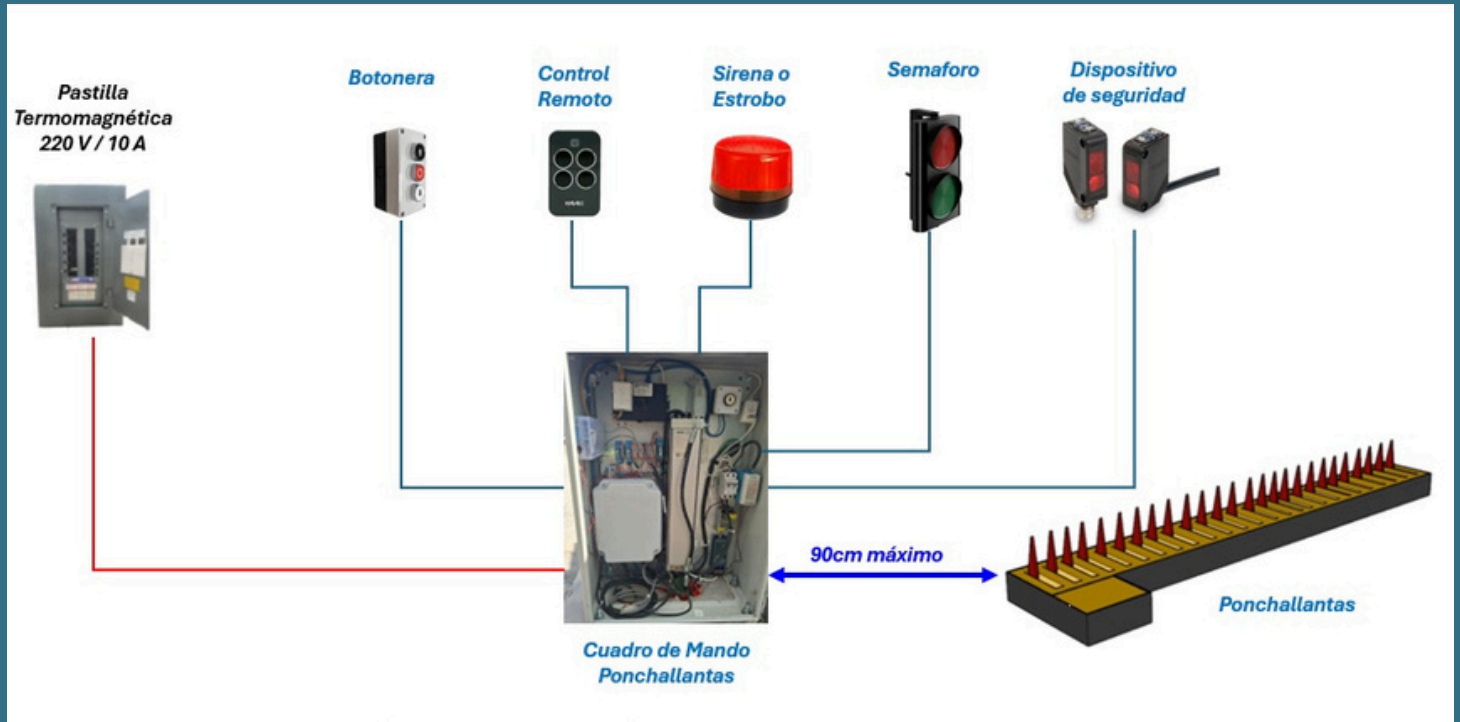 Pastilla
Termomagnética
220 V / 10 A
Botonera
Control
Remoto
Sirena o
Estrobo
Semaforo
Dispositivo
de seguridad
90cm máximo
Ponchallantas
Cuadro de Mando
Ponchallantas